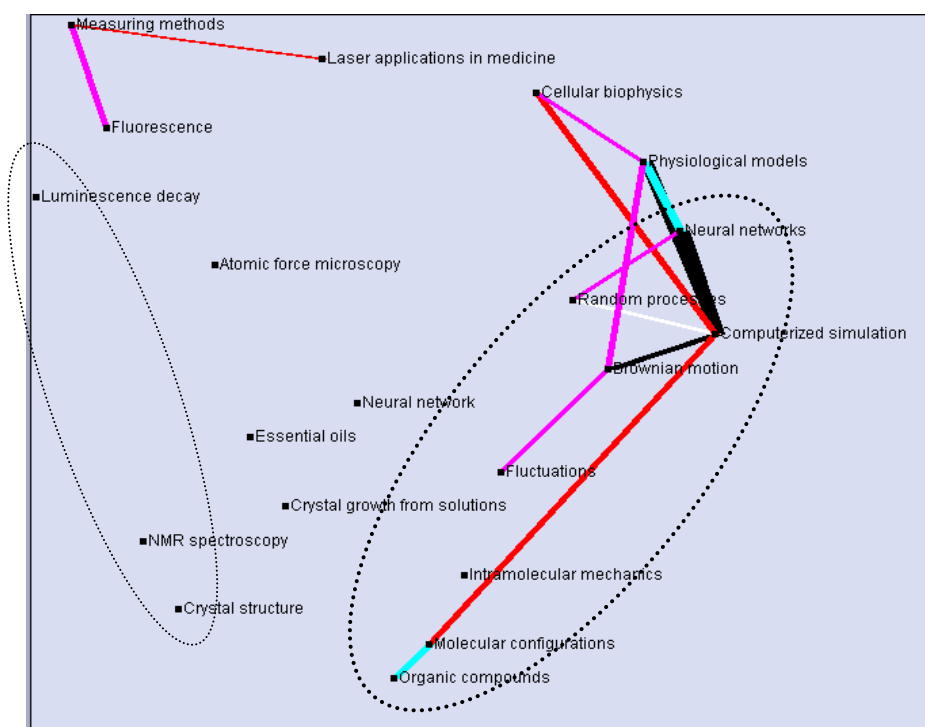 Measuring methods
Laser applications in medicine
Cellular biophysics
Fluorescence
Physiological models
Luminescence decay
Neural networks
Atomic force microscopy
Random processes
Computerized simulation
Brownian motion
Neural network
Essential oils
Fluctuations
Crystal growth from solutions
NMR spectroscopy
Intramolecular mechanics
Crystal structure
Molecular configurations
Organic compounds